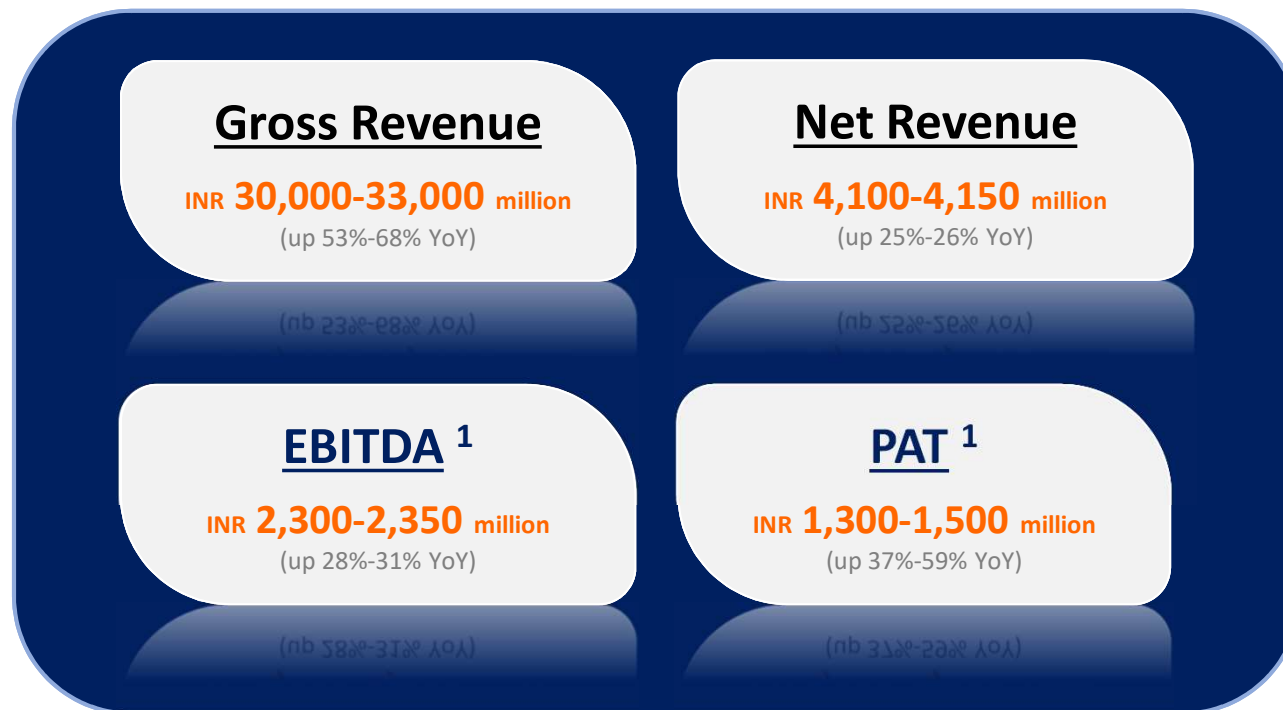 Gross Revenue
INR 30,000-33,000 million
(up 53%-68% YoY)
Net Revenue
INR 4,100-4,150 million
(up 25%-26% YoY)
EBITDA 1
INR 2,300-2,350 million
(up 28%-31% YoY)
PAT 1
INR 1,300-1,500 million
(up 37%-59% YoY)